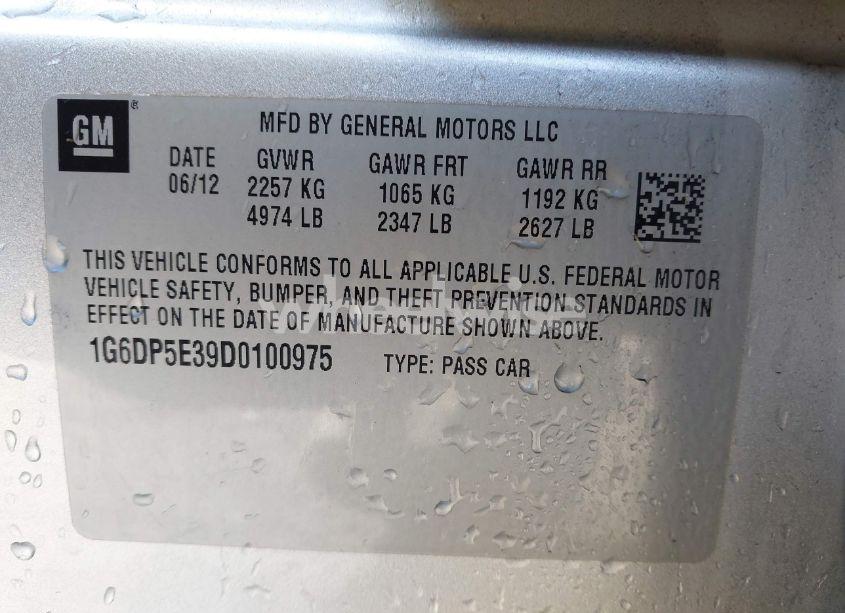 GM
MFD BY GENERAL MOTORS LLC
DATE GVWR GAWR FRT GAWR RR
06/12 2257 KG 1065 KG 1192 KG
4974 LB 2347 LB 2627 LB
THIS VEHICLE CONFORMS TO ALL APPLICABLE U.S. FEDERAL MOTOR
VEHICLE SAFETY, BUMPER, AND THEFT PREVENTION STANDARDS IN
EFFECT ON THE DATE OF MANUFACTURE SHOWN ABOVE.
1G6DP5E39D0100975 TYPE: PASS CAR